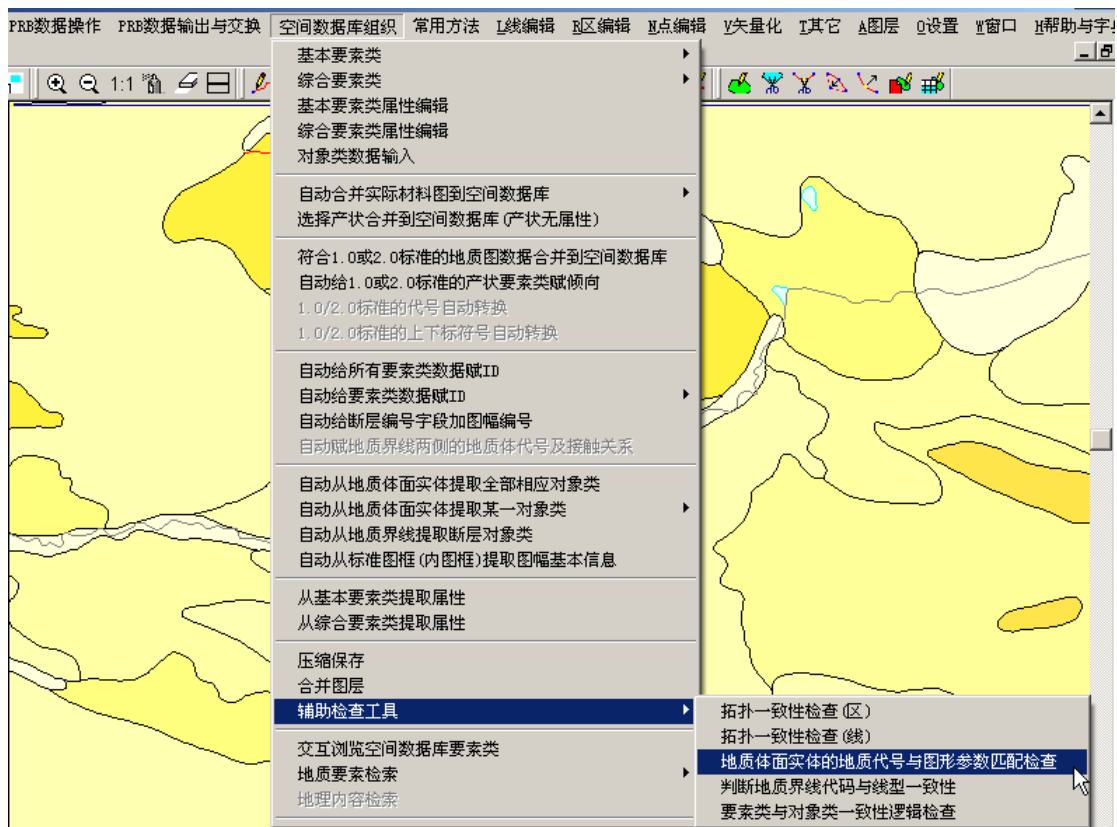 PRB数据操作 PRB数据输出与交换 空间数据库组织 常用方法 L线编辑 R区编辑 N点编辑 V矢量化 T其它 A图层 O设置 W窗口 H帮助与字
1:1
基本要素类
综合要素类
基本要素类属性编辑
综合要素类属性编辑
对象类数据输入
自动合并实际材料图到空间数据库
选择产状合并到空间数据库(产状无属性)
符合1.0或2.0标准的地质图数据合并到空间数据库
自动给1.0或2.0标准的产状要素类赋倾向
1.0/2.0标准的代号自动转换
1.0/2.0标准的上下标符号自动转换
自动给所有要素类数据赋ID
自动给要素类数据赋ID
自动给断层编号字段加图幅编号
自动赋地质界线两侧的地质体代号及接触关系
自动从地质体面实体提取全部相应对象类
自动从地质体面实体提取某一对象类
自动从地质界线提取断层对象类
自动从标准图框(内图框)提取图幅基本信息
从基本要素类提取属性
从综合要素类提取属性
压缩保存
合并图层
辅助检查工具
交互浏览空间数据库要素类
地质要素检索
地理内容检索
拓扑一致性检查(区)
拓扑一致性检查(线)
地质体面实体的地质代号与图形参数匹配检查
判断地质界线代码与线型一致性
要素类与对象类一致性逻辑检查